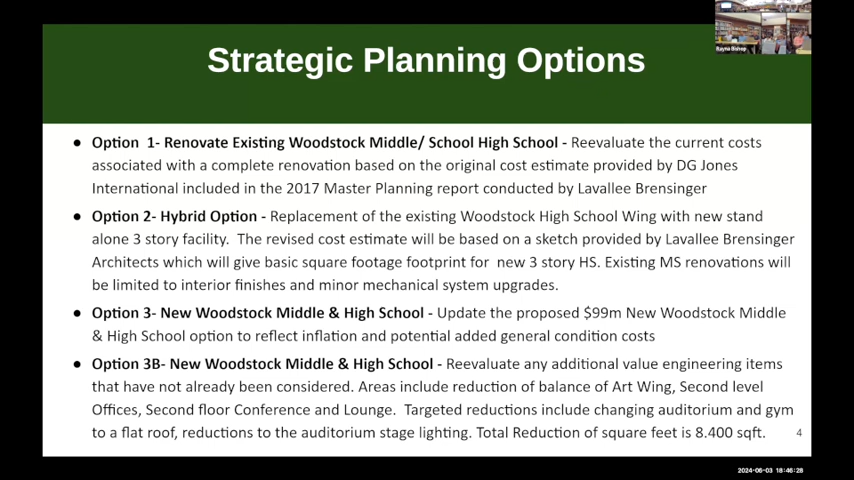 Rayna Bishop
Strategic Planning Options
● Option 1- Renovate Existing Woodstock Middle/ School High School - Reevaluate the current costs
associated with a complete renovation based on the original cost estimate provided by DG Jones
International included in the 2017 Master Planning report conducted by Lavallee Brensinger
● Option 2- Hybrid Option - Replacement of the existing Woodstock High School Wing with new stand
alone 3 story facility. The revised cost estimate will be based on a sketch provided by Lavallee Brensinger
Architects which will give basic square footage footprint for new 3 story HS. Existing MS renovations will
be limited to interior finishes and minor mechanical system upgrades.
● Option 3- New Woodstock Middle & High School - Update the proposed $99m New Woodstock Middle
& High School option to reflect inflation and potential added general condition costs
● Option 3B- New Woodstock Middle & High School - Reevaluate any additional value engineering items
that have not already been considered. Areas include reduction of balance of Art Wing, Second level
Offices, Second floor Conference and Lounge. Targeted reductions include changing auditorium and gym
to a flat roof, reductions to the auditorium stage lighting. Total Reduction of square feet is 8.400 sqft.
4
2024-06-03 18:46:28